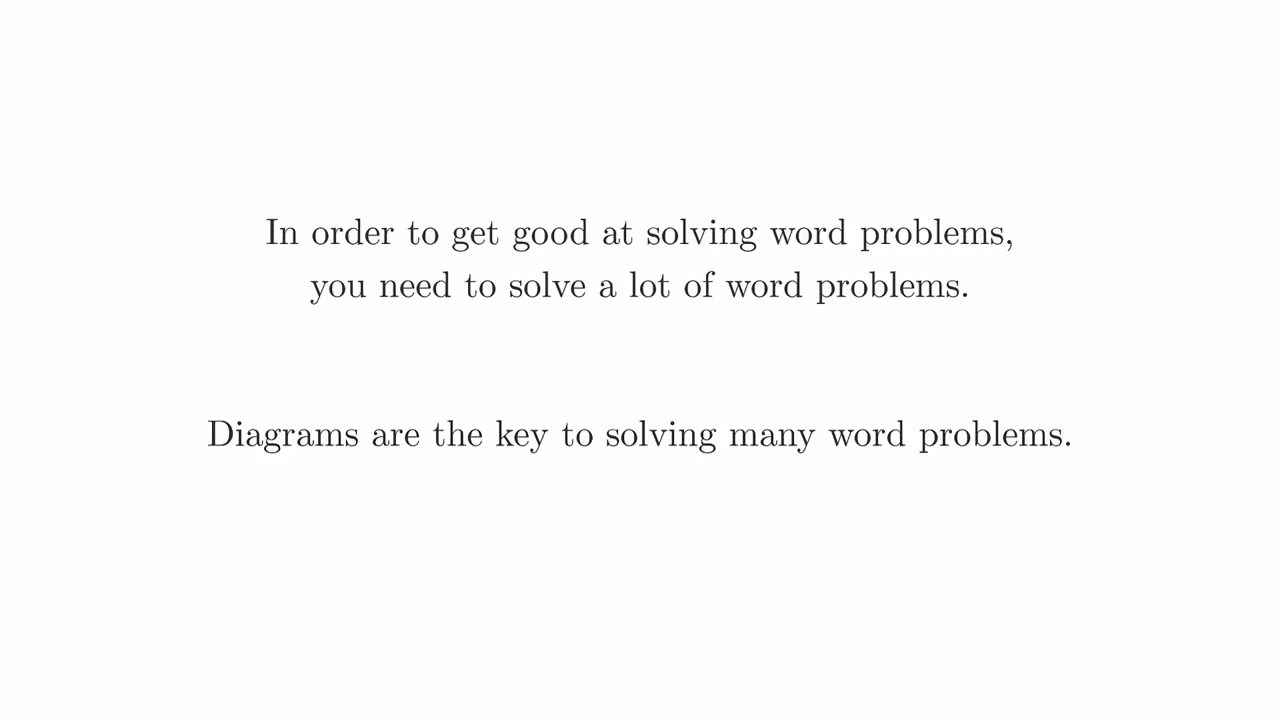 In order to get good at solving word problems,
you need to solve a lot of word problems.
Diagrams are the key to solving many word problems.